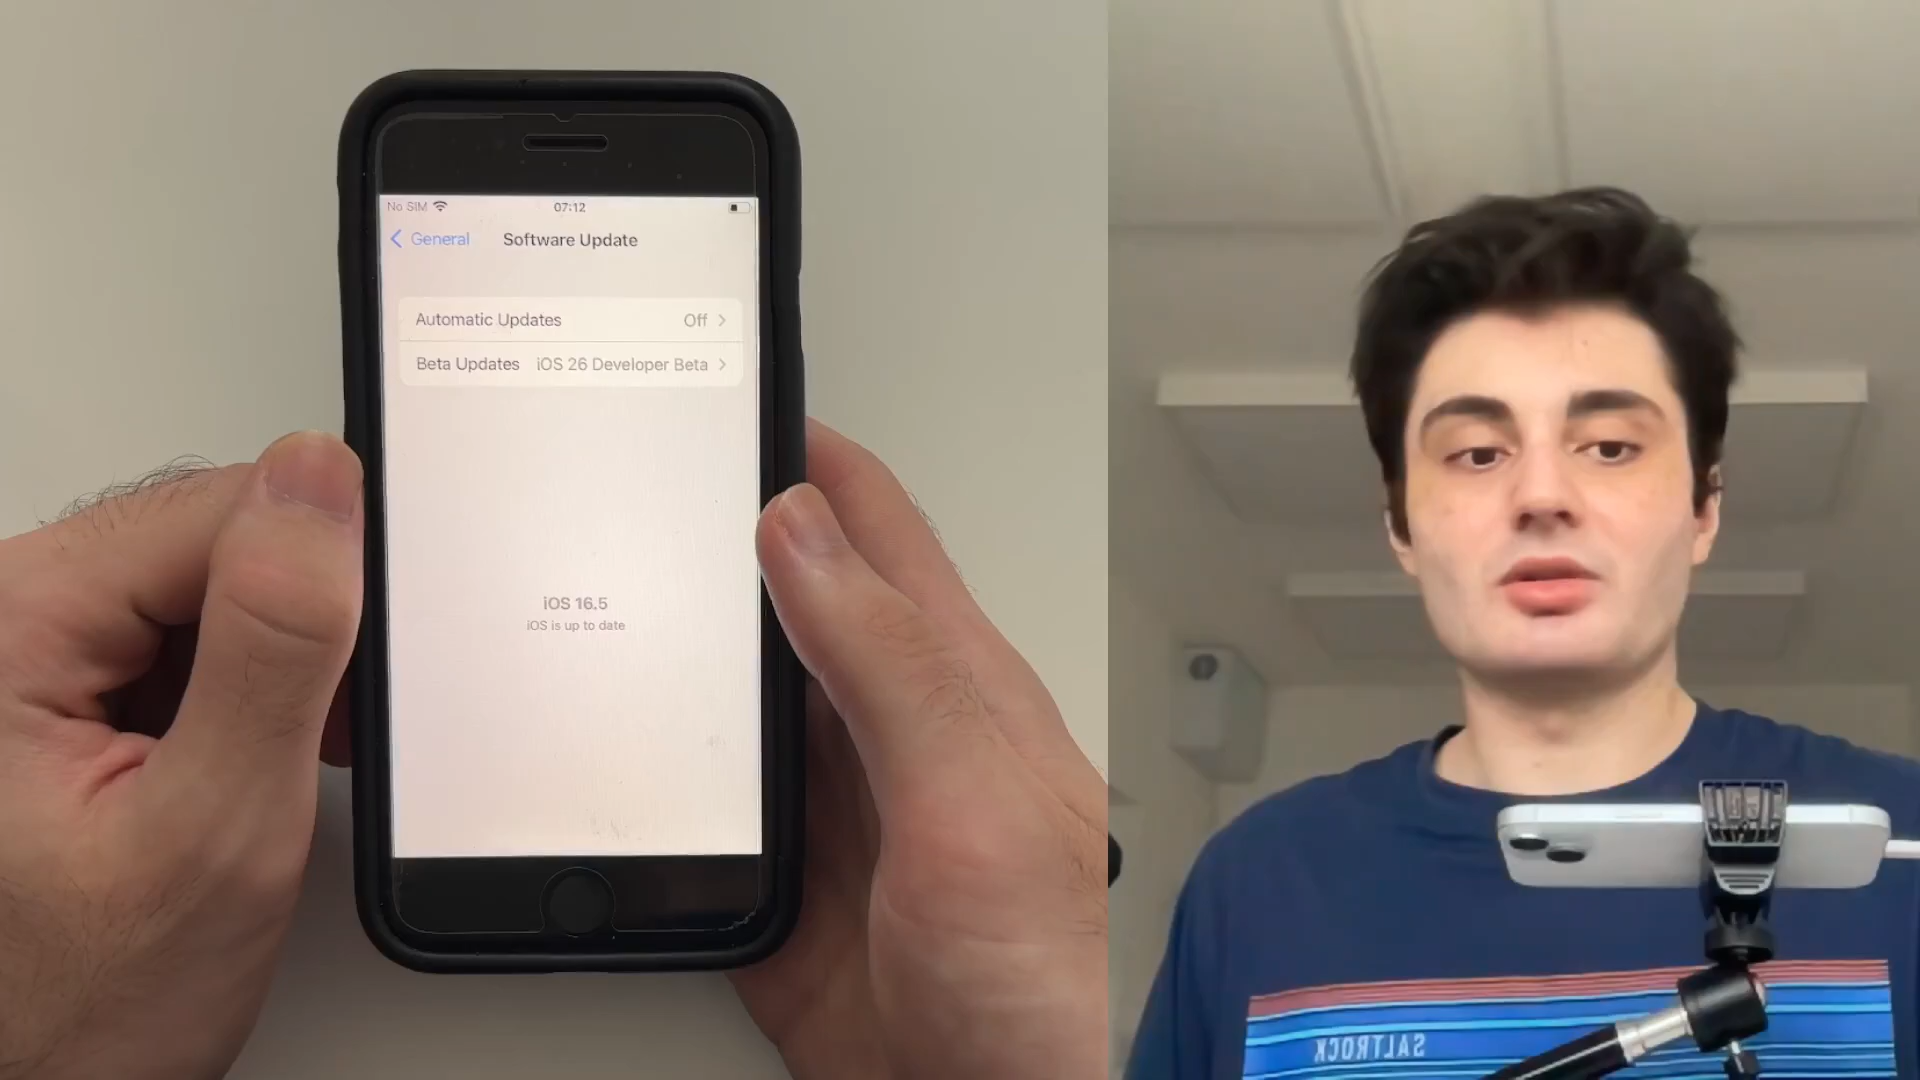 No SIM 07:12
General Software Update
Automatic Updates Off
Beta Updates iOS 26 Developer Beta
iOS 16.5
iOS is up to date
SALTROCK